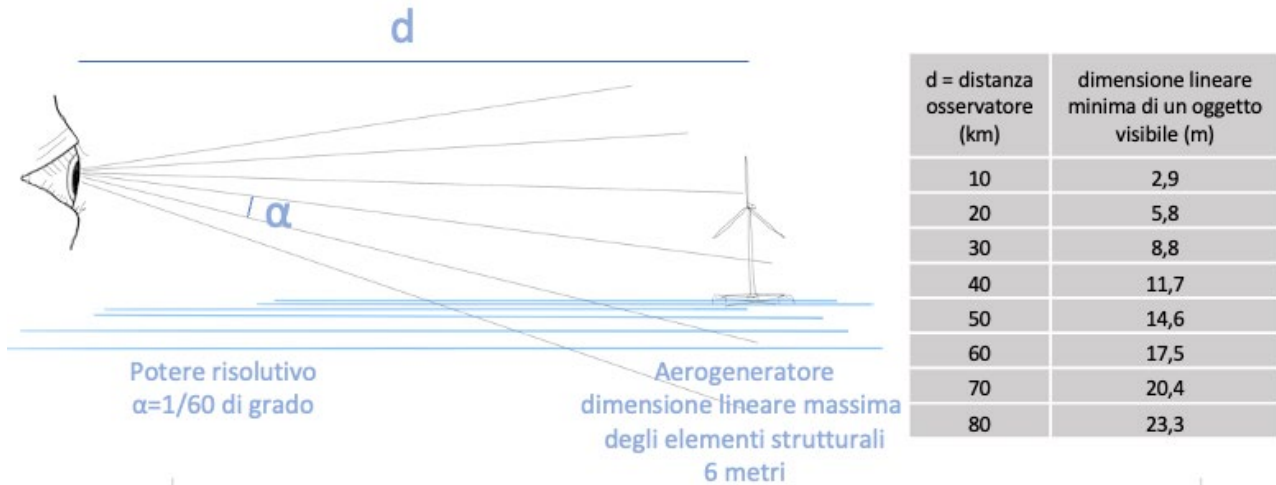 d
α
Potere risolutivo
α=1/60 di grado
Aerogeneratore
dimensione lineare massima
degli elementi strutturali
6 metri
d = distanza osservatore (km) dimensione lineare minima di un oggetto visibile (m)
10 2,9
20 5,8
30 8,8
40 11,7
50 14,6
60 17,5
70 20,4
80 23,3